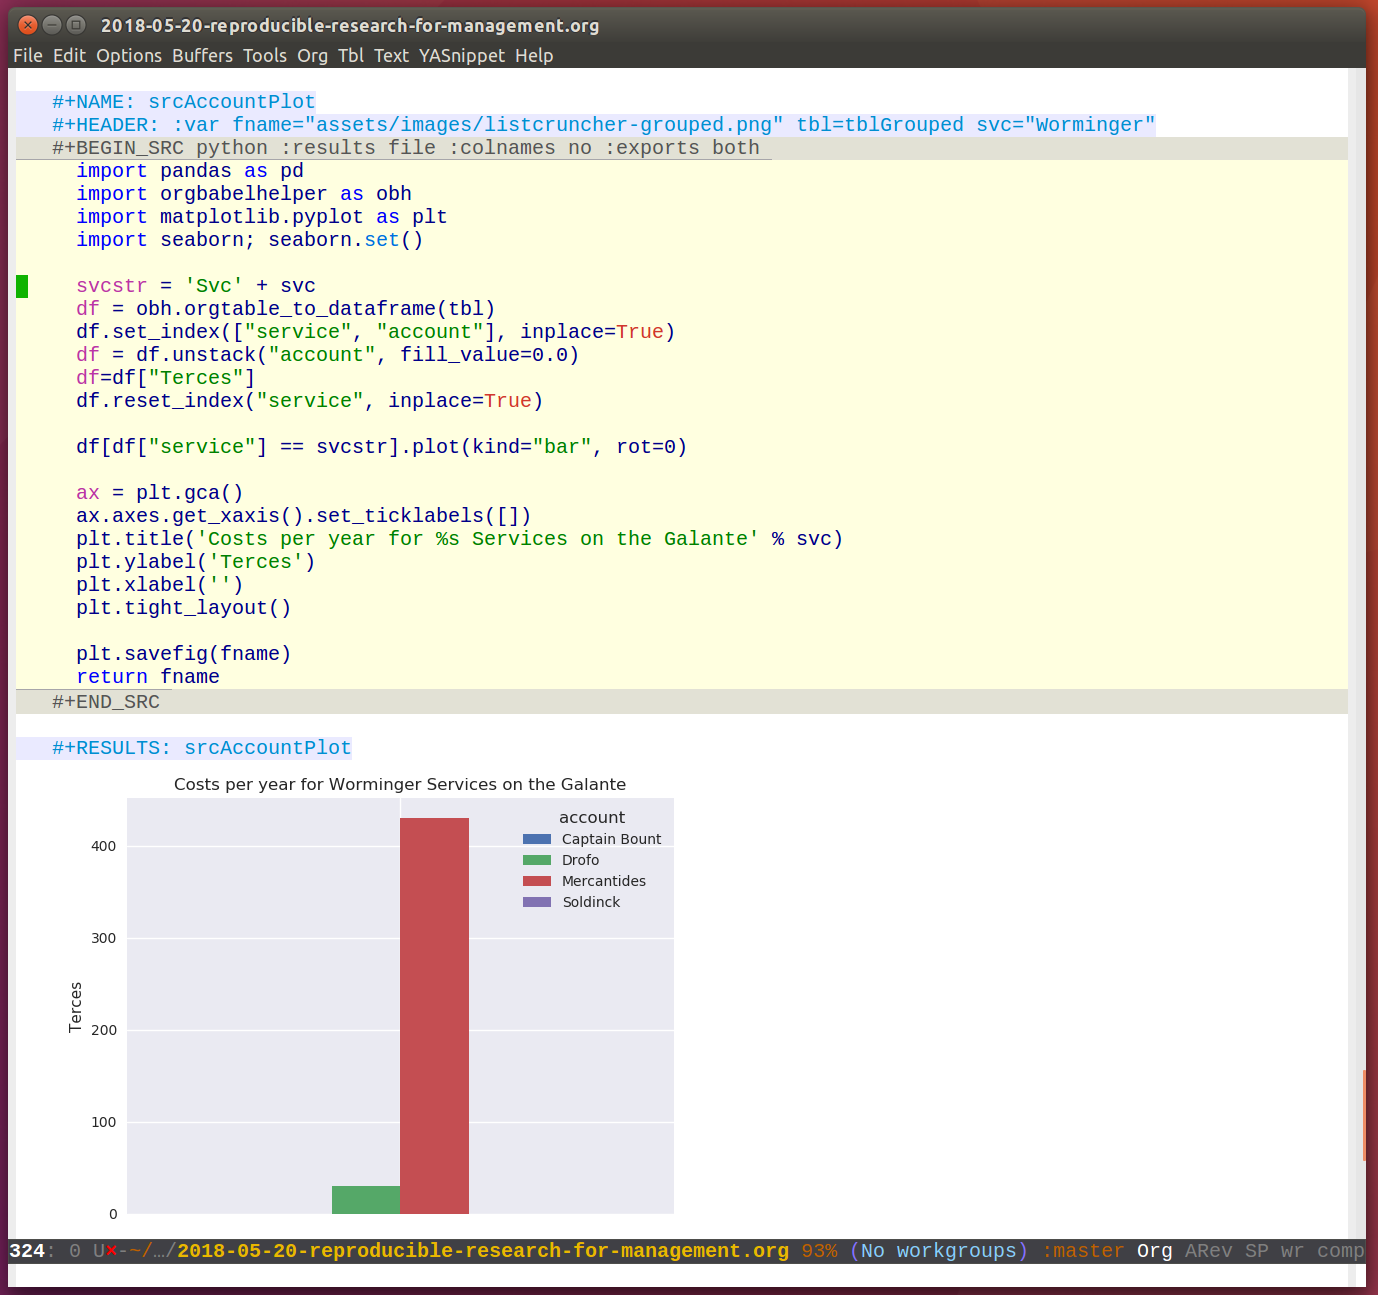 2018-05-20-reproducible-research-for-management.org
File Edit Options Buffers Tools Org Tbl Text YASnippet Help
#+NAME: srcAccountPlot
#+HEADER: :var fname="assets/images/listcruncher-grouped.png" tbl=tblGrouped svc="Worminger"
#+BEGIN_SRC python :results file :colnames no :exports both
import pandas as pd
import orgbabelhelper as obh
import matplotlib.pyplot as plt
import seaborn; seaborn.set()
svcstr = 'Svc' + svc
df = obh.orgtable_to_dataframe(tbl)
df.set_index(["service", "account"], inplace=True)
df = df.unstack("account", fill_value=0.0)
df=df["Terces"]
df.reset_index("service", inplace=True)
df[df["service"] == svcstr].plot(kind="bar", rot=0)
ax = plt.gca()
ax.axes.get_xaxis().set_ticklabels([])
plt.title('Costs per year for %s Services on the Galante' % svc)
plt.ylabel('Terces')
plt.xlabel('')
plt.tight_layout()
plt.savefig(fname)
return fname
#+END_SRC
#+RESULTS: srcAccountPlot
Costs per year for Worminger Services on the Galante
account
Captain Bount
Drofo
Mercantides
Soldinck
400
300
200
100
0
Terces
324: 0 U×-~/…/2018-05-20-reproducible-research-for-management.org 93% (No workgroups) :master Org ARev SP wr comp